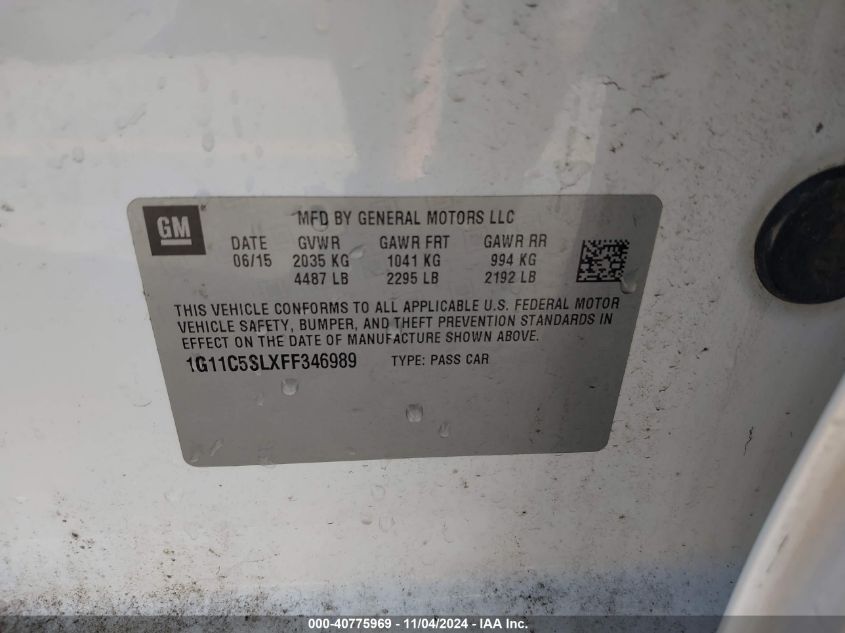 GM
MFD BY GENERAL MOTORS LLC
DATE GVWR GAWR FRT GAWR RR
06/15 2035 KG 1041 KG 994 KG
4487 LB 2295 LB 2192 LB
THIS VEHICLE CONFORMS TO ALL APPLICABLE U.S. FEDERAL MOTOR
VEHICLE SAFETY, BUMPER, AND THEFT PREVENTION STANDARDS IN
EFFECT ON THE DATE OF MANUFACTURE SHOWN ABOVE.
1G11C5SLXFF346989 TYPE: PASS CAR
000-40775969 - 11/04/2024 - IAA Inc.